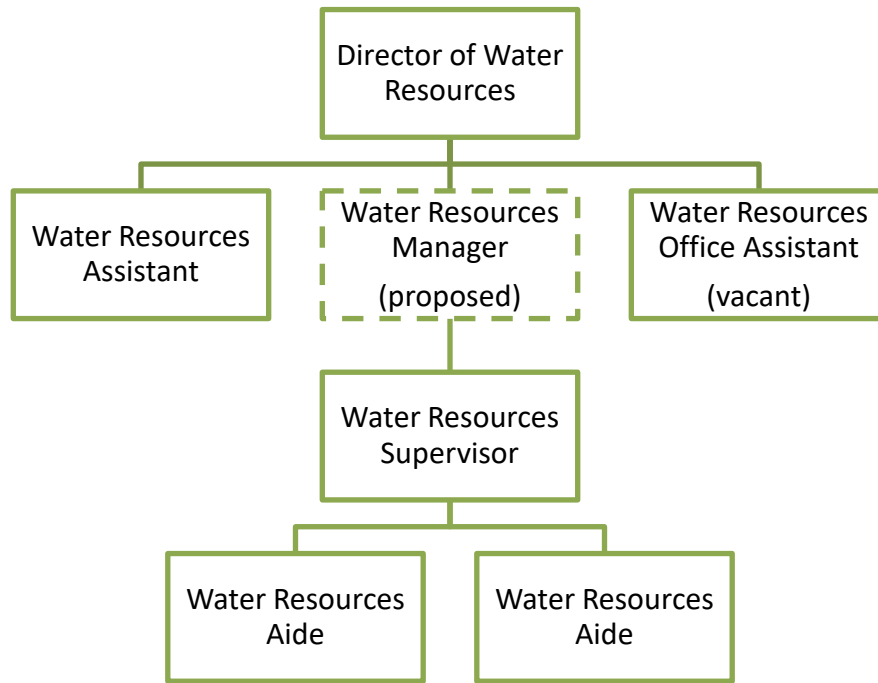 Director of Water
Resources
Water Resources
Assistant
Water Resources
Manager
(proposed)
Water Resources
Office Assistant
(vacant)
Water Resources
Supervisor
Water Resources
Aide
Water Resources
Aide